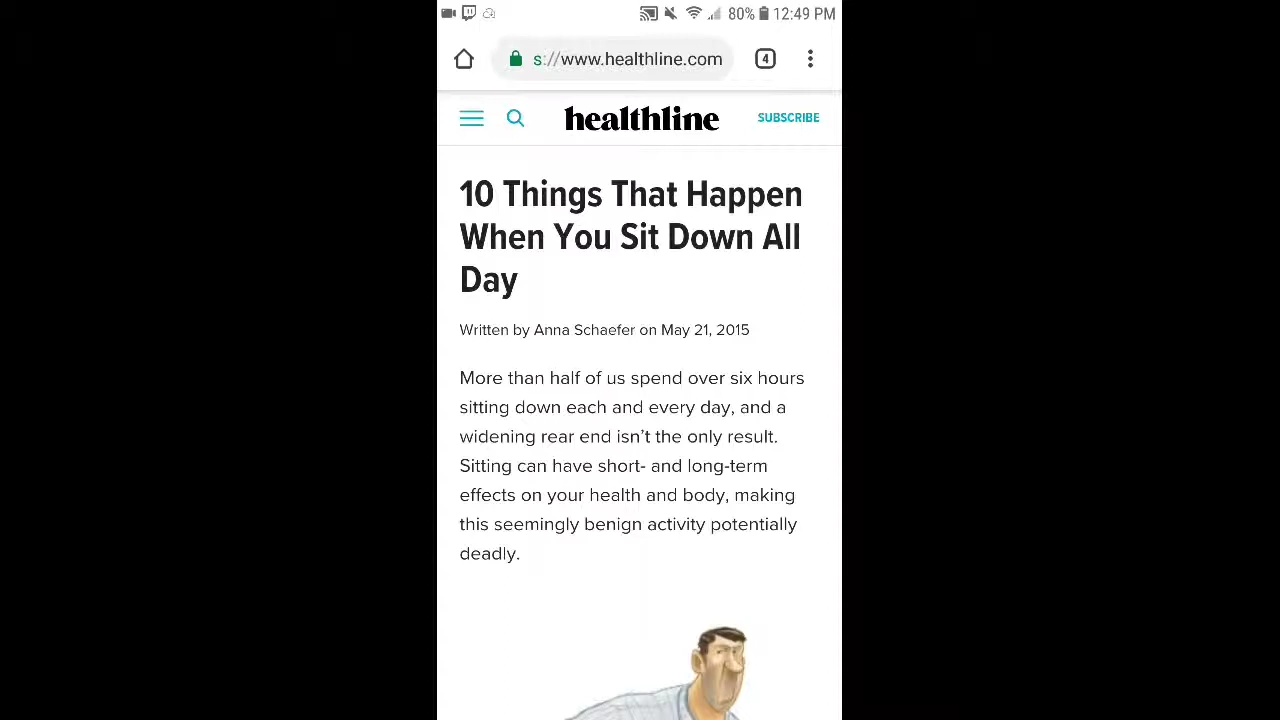 80% 12:49 PM
s://www.healthline.com 4
healthline SUBSCRIBE
10 Things That Happen
When You Sit Down All
Day
Written by Anna Schaefer on May 21, 2015
More than half of us spend over six hours
sitting down each and every day, and a
widening rear end isn’t the only result.
Sitting can have short- and long-term
effects on your health and body, making
this seemingly benign activity potentially
deadly.